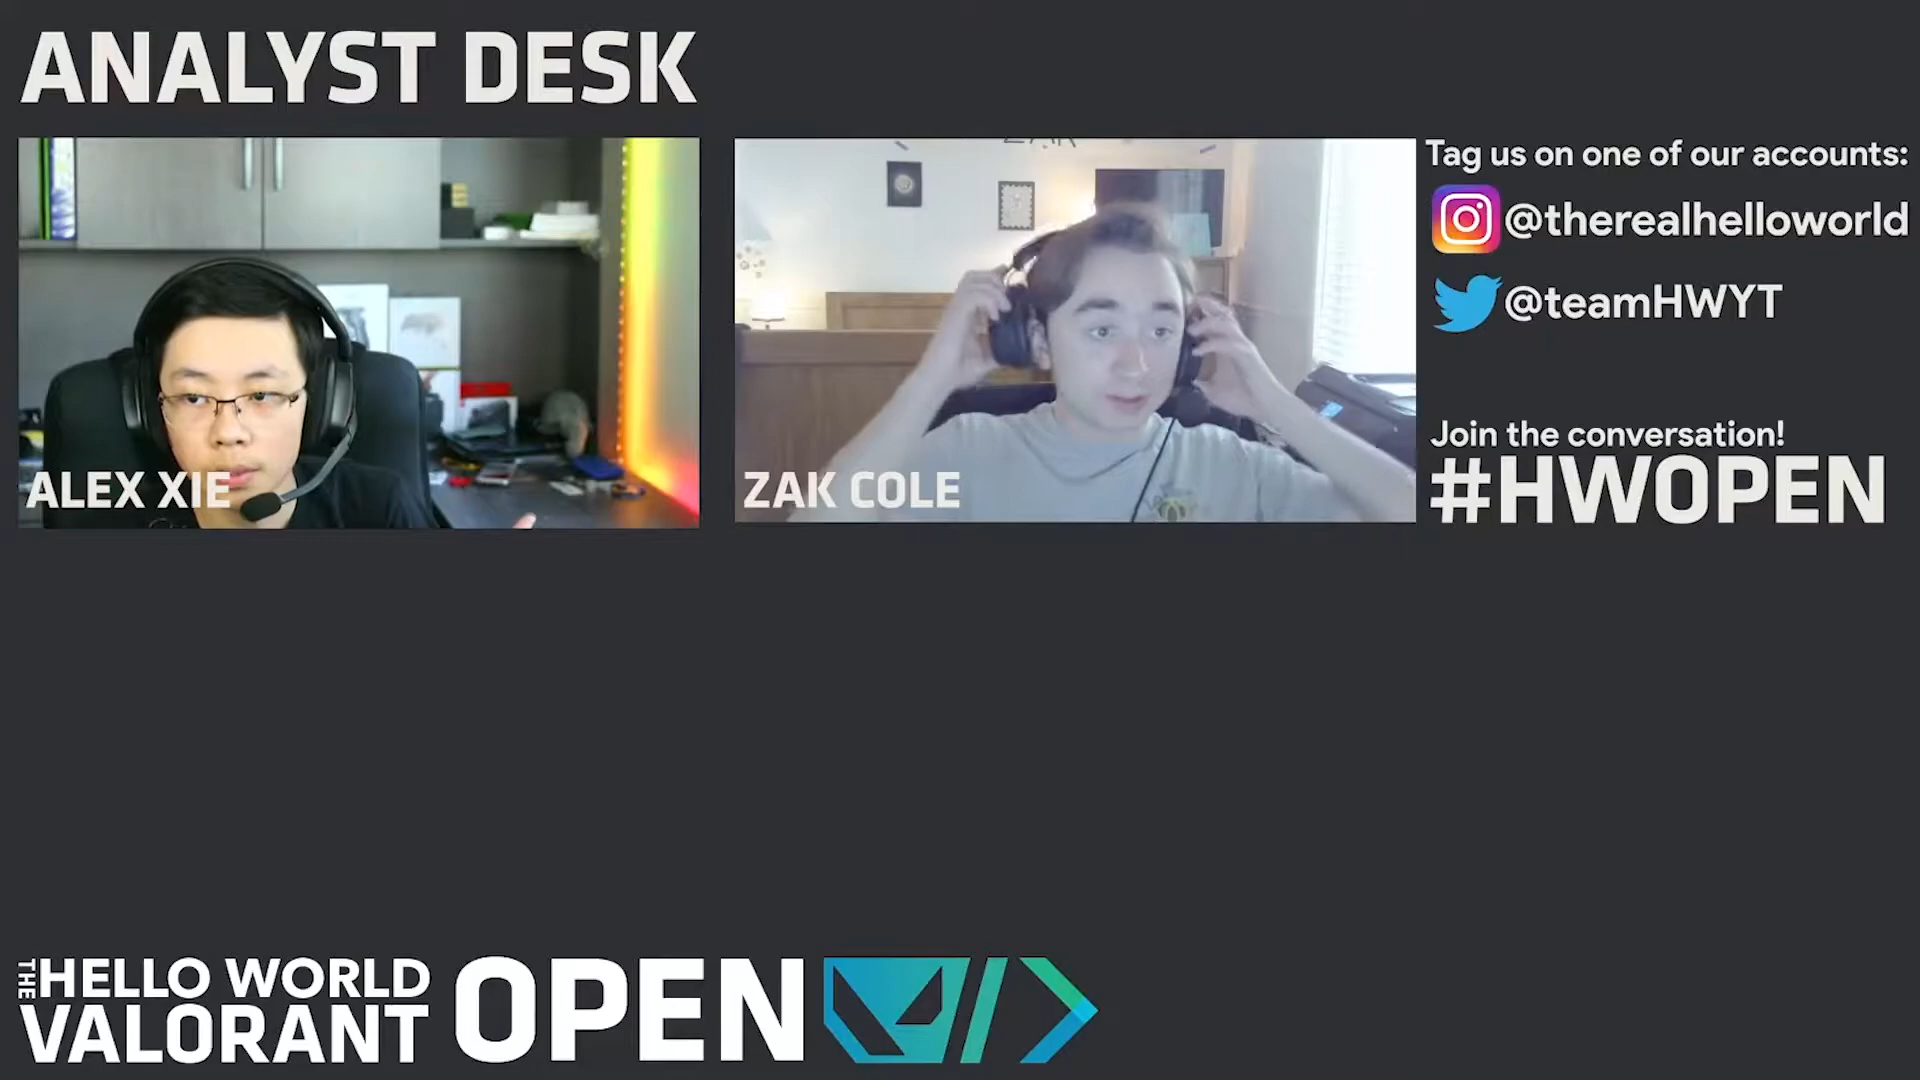 ANALYST DESK
ALEX XIE
ZAK COLE
Tag us on one of our accounts:
@therealhelloworld
@teamHWYT
Join the conversation!
#HWOPEN
THE HELLO WORLD
VALORANT OPEN